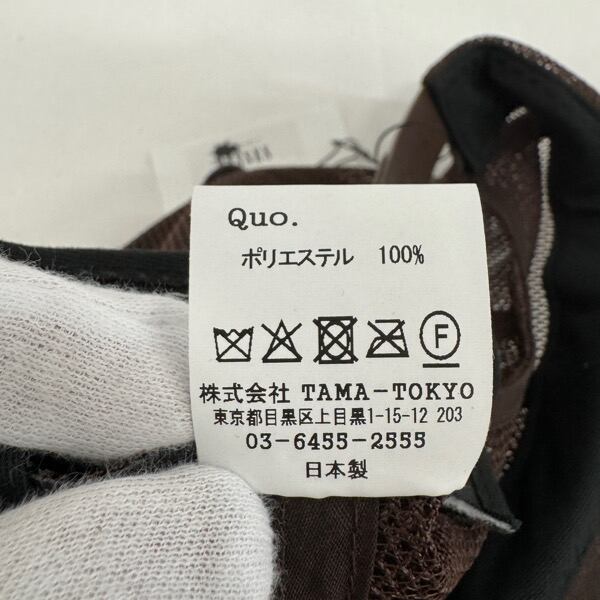 Quo.
ポリエステル 100%
F
株式会社 TAMA-TOKYO
東京都目黒区上目黒1-15-12 203
03-6455-2555
日本製